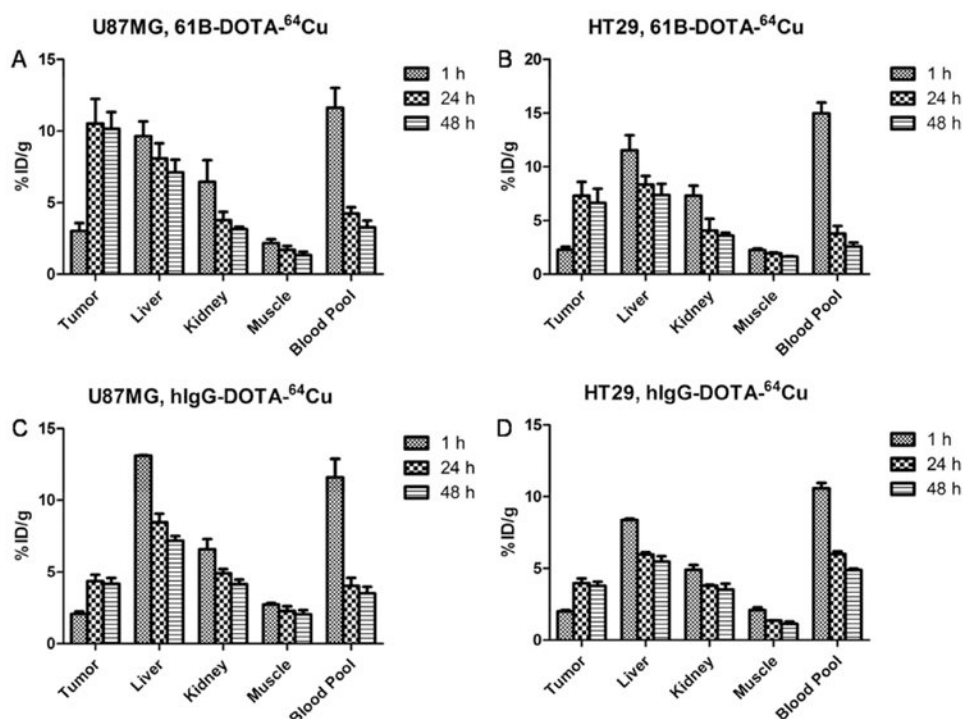 A
U87MG, 61B-DOTA-⁶⁴Cu
%ID/g
15
10
5
0
Tumor
Liver
Kidney
Muscle
Blood Pool
1 h
24 h
48 h
B
HT29, 61B-DOTA-⁶⁴Cu
%ID/g
20
15
10
5
0
Tumor
Liver
Kidney
Muscle
Blood Pool
1 h
24 h
48 h
C
U87MG, hIgG-DOTA-⁶⁴Cu
%ID/g
15
10
5
0
Tumor
Liver
Kidney
Muscle
Blood Pool
1 h
24 h
48 h
D
HT29, hIgG-DOTA-⁶⁴Cu
%ID/g
15
10
5
0
Tumor
Liver
Kidney
Muscle
Blood Pool
1 h
24 h
48 h